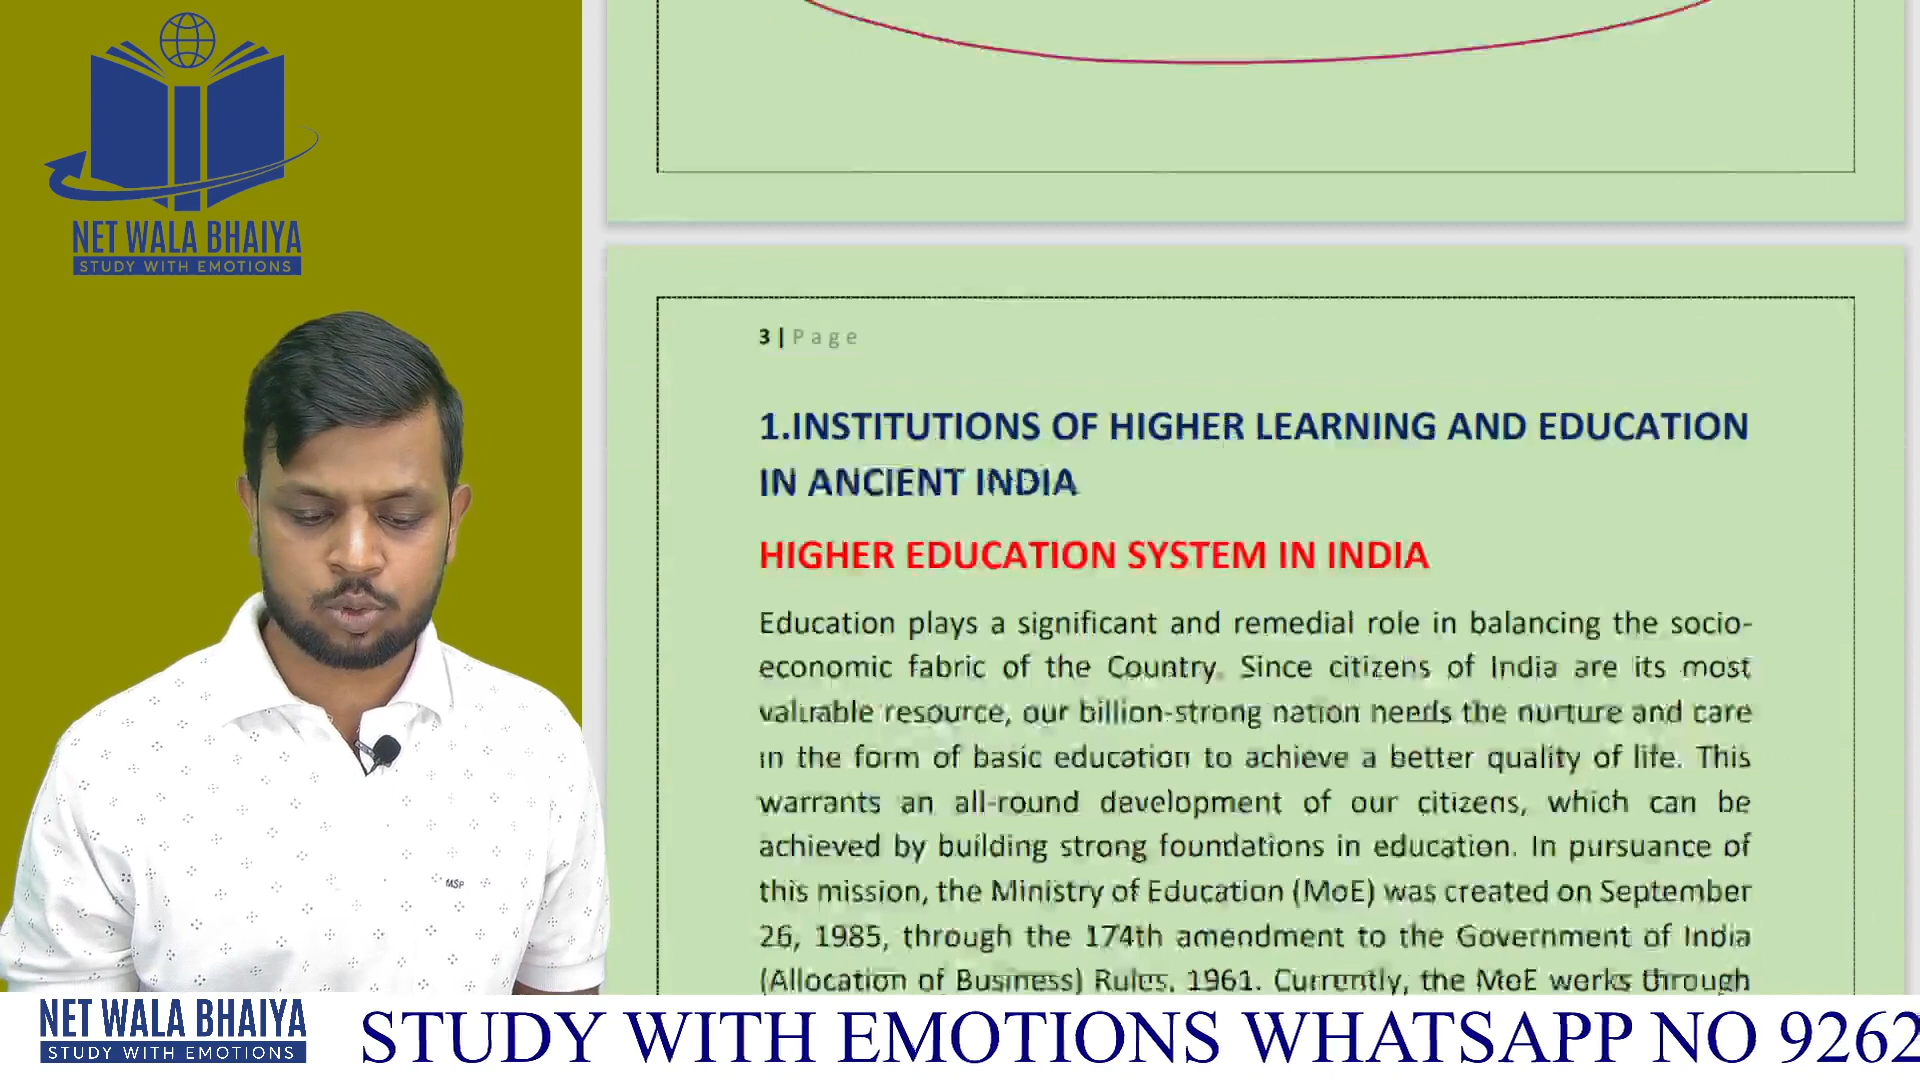 NET WALA BHAIYA
STUDY WITH EMOTIONS
3 | Page
1.INSTITUTIONS OF HIGHER LEARNING AND EDUCATION
IN ANCIENT INDIA
HIGHER EDUCATION SYSTEM IN INDIA
Education plays a significant and remedial role in balancing the socio-
economic fabric of the Country. Since citizens of India are its most
valuable resource, our billion-strong nation needs the nurture and care
in the form of basic education to achieve a better quality of life. This
warrants an all-round development of our citizens, which can be
achieved by building strong foundations in education. In pursuance of
this mission, the Ministry of Education (MoE) was created on September
26, 1985, through the 174th amendment to the Government of India
(Allocation of Business) Rules, 1961. Currently, the MoE works through
MSP
NET WALA BHAIYA
STUDY WITH EMOTIONS
STUDY WITH EMOTIONS WHATSAPP NO 9262